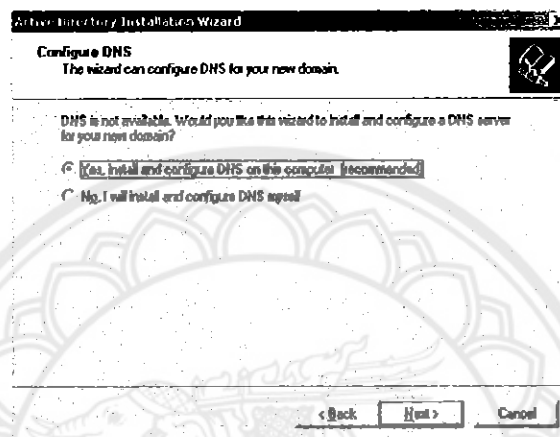 Active Directory Installation Wizard
Configure DNS
The wizard can configure DNS for your new domain.
DNS is not available. Would you like this wizard to install and configure a DNS server
for your new domain?
Yes, install and configure DNS on this computer (recommended)
No, I will install and configure DNS myself
< Back
Next >
Cancel